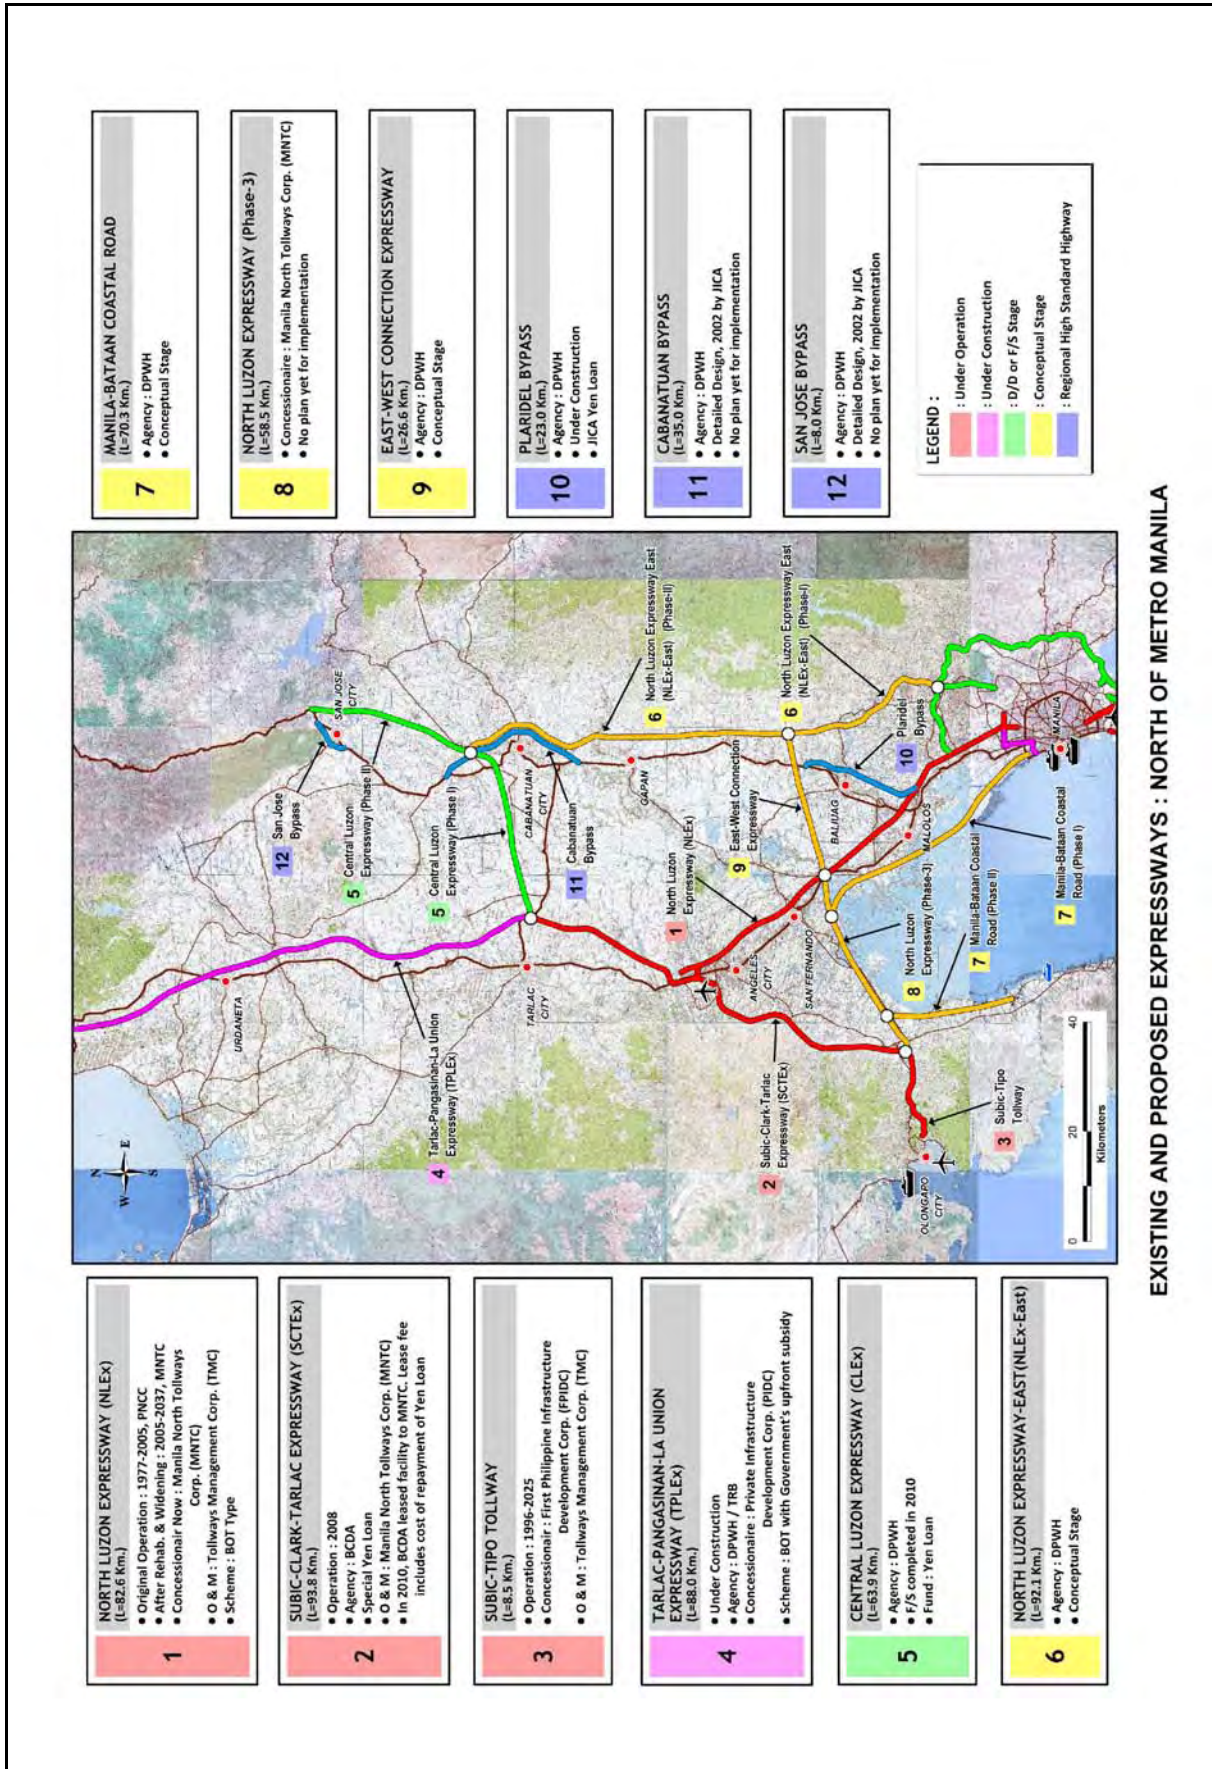 NORTH LUZON EXPRESSWAY (NLEx)
(L=82.6 Km.)
1
• Original Operation : 1977-2005, PNCC
• After Rehab. & Widening : 2005-2037, MNTC
• Concessionair Now : Manila North Tollways
Corp. (MNTC)
• O & M : Tollways Management Corp. (TMC)
• Scheme : BOT Type
SUBIC-CLARK-TARLAC EXPRESSWAY (SCTEx)
(L=93.8 Km.)
2
• Operation : 2008
• Agency : BCDA
• Special Yen Loan
• O & M : Manila North Tollways Corp. (MNTC)
• In 2010, BCDA leased facility to MNTC. Lease fee
includes cost of repayment of Yen Loan
SUBIC-TIPO TOLLWAY
(L=8.5 Km.)
3
• Operation : 1996-2025
• Concessionair : First Philippine Infrastructure
Development Corp. (FPIDC)
• O & M : Tollways Management Corp. (TMC)
TARLAC-PANGASINAN-LA UNION
EXPRESSWAY (TPLEx)
(L=88.0 Km.)
4
• Under Construction
• Agency : DPWH / TRB
• Concessionaire : Private Infrastructure
Development Corp. (PIDC)
• Scheme : BOT with Government's upfront subsidy
CENTRAL LUZON EXPRESSWAY (CLEx)
(L=63.9 Km.)
5
• Agency : DPWH
• F/S completed in 2010
• Fund : Yen Loan
NORTH LUZON EXPRESSWAY-EAST(NLEx-East)
(L=92.1 Km.)
6
• Agency : DPWH
• Conceptual Stage
N
W E
S
URDANETA
4 Tarlac-Pangasinan-La Union
Expressway (TPLEx)
TARLAC
CITY
12 San Jose
Bypass
SAN JOSE
CITY
5 Central Luzon
Expressway (Phase II)
5 Central Luzon
Expressway (Phase I)
CABANATUAN
CITY
11 Cabanatuan
Bypass
GAPAN
6 North Luzon Expressway East
(NLEx-East) (Phase-II)
1 North Luzon
Expressway (NLEx)
ANGELES
CITY
2 Subic-Clark-Tarlac
Expressway (SCTEx)
SAN FERNANDO
9 East-West Connection
Expressway
6 North Luzon Expressway East
(NLEx-East) (Phase-I)
BALIUAG
10 Plaridel
Bypass
MALOLOS
8 North Luzon
Expressway (Phase-3)
7 Manila-Bataan Coastal
Road (Phase II)
7 Manila-Bataan Coastal
Road (Phase I)
MANILA
OLONGAPO
CITY
3 Subic-Tipo
Tollway
0 20 40
Kilometers
MANILA-BATAAN COASTAL ROAD
(L=70.3 Km.)
7
• Agency : DPWH
• Conceptual Stage
NORTH LUZON EXPRESSWAY (Phase-3)
(L=58.5 Km.)
8
• Concessionaire : Manila North Tollways Corp. (MNTC)
• No plan yet for implementation
EAST-WEST CONNECTION EXPRESSWAY
(L=26.6 Km.)
9
• Agency : DPWH
• Conceptual Stage
PLARIDEL BYPASS
(L=23.0 Km.)
10
• Agency : DPWH
• Under Construction
• JICA Yen Loan
CABANATUAN BYPASS
(L=35.0 Km.)
11
• Agency : DPWH
• Detailed Design, 2002 by JICA
• No plan yet for implementation
SAN JOSE BYPASS
(L=8.0 Km.)
12
• Agency : DPWH
• Detailed Design, 2002 by JICA
• No plan yet for implementation
LEGEND :
: Under Operation
: Under Construction
: D/D or F/S Stage
: Conceptual Stage
: Regional High Standard Highway
EXISTING AND PROPOSED EXPRESSWAYS : NORTH OF METRO MANILA